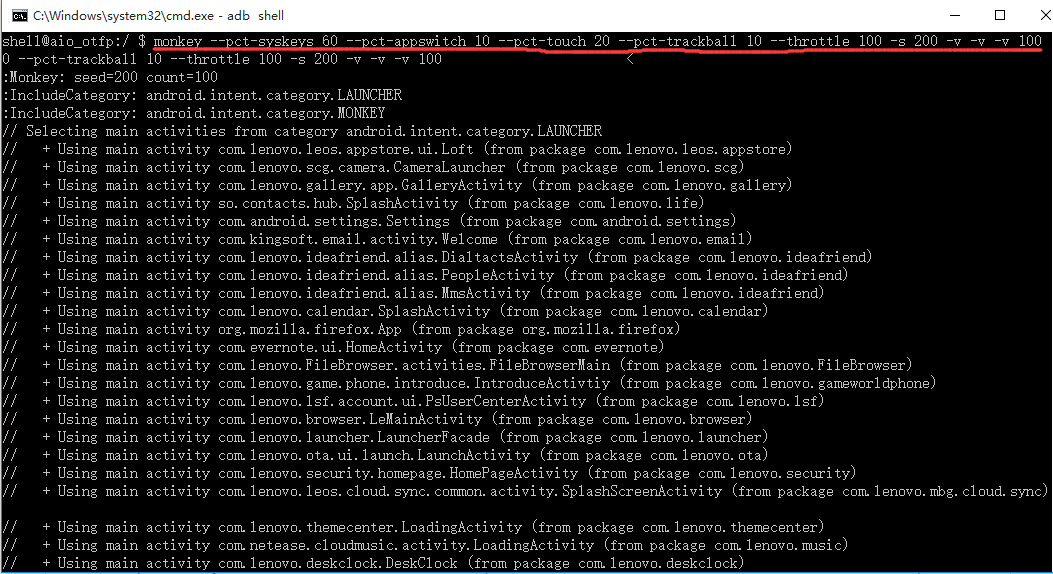 C:\Windows\system32\cmd.exe - adb  shell
shell@aio_otfp:/ $ monkey --pct-syskeys 60 --pct-appswitch 10 --pct-touch 20 --pct-trackball 10 --throttle 100 -s 200 -v -v -v 100
0 --pct-trackball 10 --throttle 100 -s 200 -v -v -v 100                       <
:Monkey: seed=200 count=100
:IncludeCategory: android.intent.category.LAUNCHER
:IncludeCategory: android.intent.category.MONKEY
// Selecting main activities from category android.intent.category.LAUNCHER
//   + Using main activity com.lenovo.leos.appstore.ui.Loft (from package com.lenovo.leos.appstore)
//   + Using main activity com.lenovo.scg.camera.CameraLauncher (from package com.lenovo.scg)
//   + Using main activity com.lenovo.gallery.app.GalleryActivity (from package com.lenovo.gallery)
//   + Using main activity so.contacts.hub.SplashActivity (from package com.lenovo.life)
//   + Using main activity com.android.settings.Settings (from package com.android.settings)
//   + Using main activity com.kingsoft.email.activity.Welcome (from package com.lenovo.email)
//   + Using main activity com.lenovo.ideafriend.alias.DialtactsActivity (from package com.lenovo.ideafriend)
//   + Using main activity com.lenovo.ideafriend.alias.PeopleActivity (from package com.lenovo.ideafriend)
//   + Using main activity com.lenovo.ideafriend.alias.MmsActivity (from package com.lenovo.ideafriend)
//   + Using main activity com.lenovo.calendar.SplashActivity (from package com.lenovo.calendar)
//   + Using main activity org.mozilla.firefox.App (from package org.mozilla.firefox)
//   + Using main activity com.evernote.ui.HomeActivity (from package com.evernote)
//   + Using main activity com.lenovo.FileBrowser.activities.FileBrowserMain (from package com.lenovo.FileBrowser)
//   + Using main activity com.lenovo.game.phone.introduce.IntroduceActivtiy (from package com.lenovo.gameworldphone)
//   + Using main activity com.lenovo.lsf.account.ui.PsUserCenterActivity (from package com.lenovo.lsf)
//   + Using main activity com.lenovo.browser.LeMainActivity (from package com.lenovo.browser)
//   + Using main activity com.lenovo.launcher.LauncherFacade (from package com.lenovo.launcher)
//   + Using main activity com.lenovo.ota.ui.launch.LaunchActivity (from package com.lenovo.ota)
//   + Using main activity com.lenovo.security.homepage.HomePageActivity (from package com.lenovo.security)
//   + Using main activity com.lenovo.leos.cloud.sync.common.activity.SplashScreenActivity (from package com.lenovo.mbg.cloud.sync)
//   + Using main activity com.lenovo.themecenter.LoadingActivity (from package com.lenovo.themecenter)
//   + Using main activity com.netease.cloudmusic.activity.LoadingActivity (from package com.lenovo.music)
//   + Using main activity com.lenovo.deskclock.DeskClock (from package com.lenovo.deskclock)